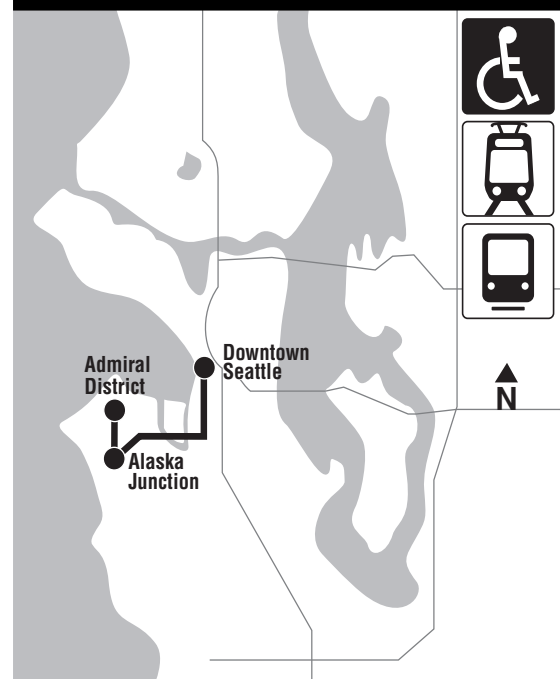 Downtown
Seattle
Admiral
District
Alaska
Junction
N